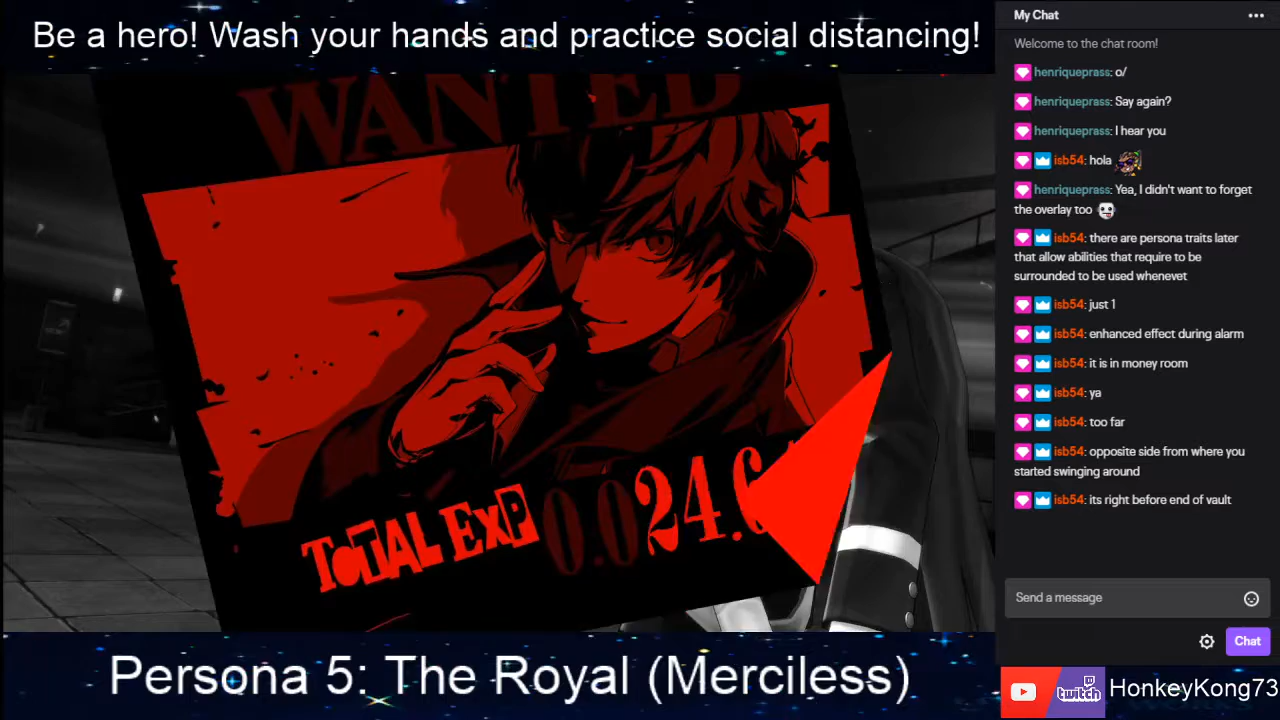 Be a hero! Wash your hands and practice social distancing!
WANTED
TOTAL EXP 0.024.6
Persona 5: The Royal (Merciless)
My Chat
Welcome to the chat room!
henriqueprass: o/
henriqueprass: Say again?
henriqueprass: I hear you
isb54: hola
henriqueprass: Yea, I didn't want to forget
the overlay too
isb54: there are persona traits later
that allow abilities that require to be
surrounded to be used whenevet
isb54: just 1
isb54: enhanced effect during alarm
isb54: it is in money room
isb54: ya
isb54: too far
isb54: opposite side from where you
started swinging around
isb54: its right before end of vault
Send a message
Chat
twitch HonkeyKong73